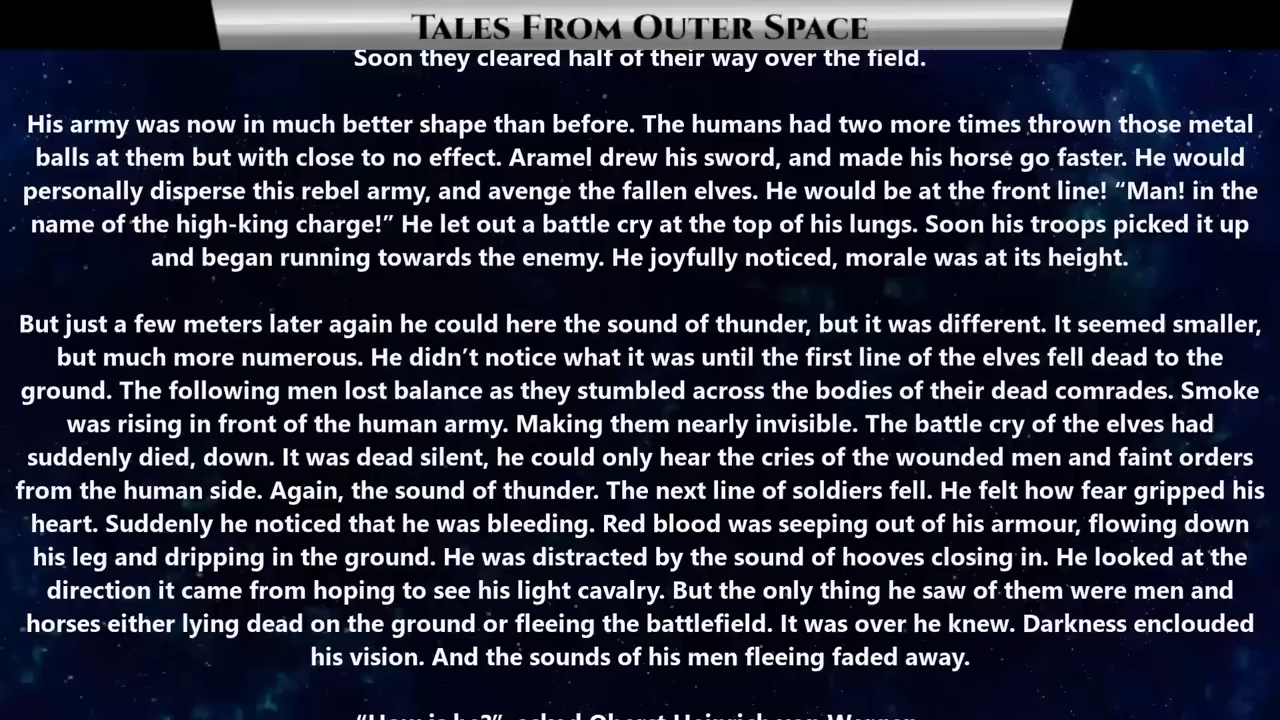 TALES FROM OUTER SPACE
Soon they cleared half of their way over the field.
His army was now in much better shape than before. The humans had two more times thrown those metal
balls at them but with close to no effect. Aramel drew his sword, and made his horse go faster. He would
personally disperse this rebel army, and avenge the fallen elves. He would be at the front line! “Man! in the
name of the high-king charge!” He let out a battle cry at the top of his lungs. Soon his troops picked it up
and began running towards the enemy. He joyfully noticed, morale was at its height.
But just a few meters later again he could here the sound of thunder, but it was different. It seemed smaller,
but much more numerous. He didn’t notice what it was until the first line of the elves fell dead to the
ground. The following men lost balance as they stumbled across the bodies of their dead comrades. Smoke
was rising in front of the human army. Making them nearly invisible. The battle cry of the elves had
suddenly died, down. It was dead silent, he could only hear the cries of the wounded men and faint orders
from the human side. Again, the sound of thunder. The next line of soldiers fell. He felt how fear gripped his
heart. Suddenly he noticed that he was bleeding. Red blood was seeping out of his armour, flowing down
his leg and dripping in the ground. He was distracted by the sound of hooves closing in. He looked at the
direction it came from hoping to see his light cavalry. But the only thing he saw of them were men and
horses either lying dead on the ground or fleeing the battlefield. It was over he knew. Darkness enclouded
his vision. And the sounds of his men fleeing faded away.
“How is he?”, asked Oberst Heinrich von